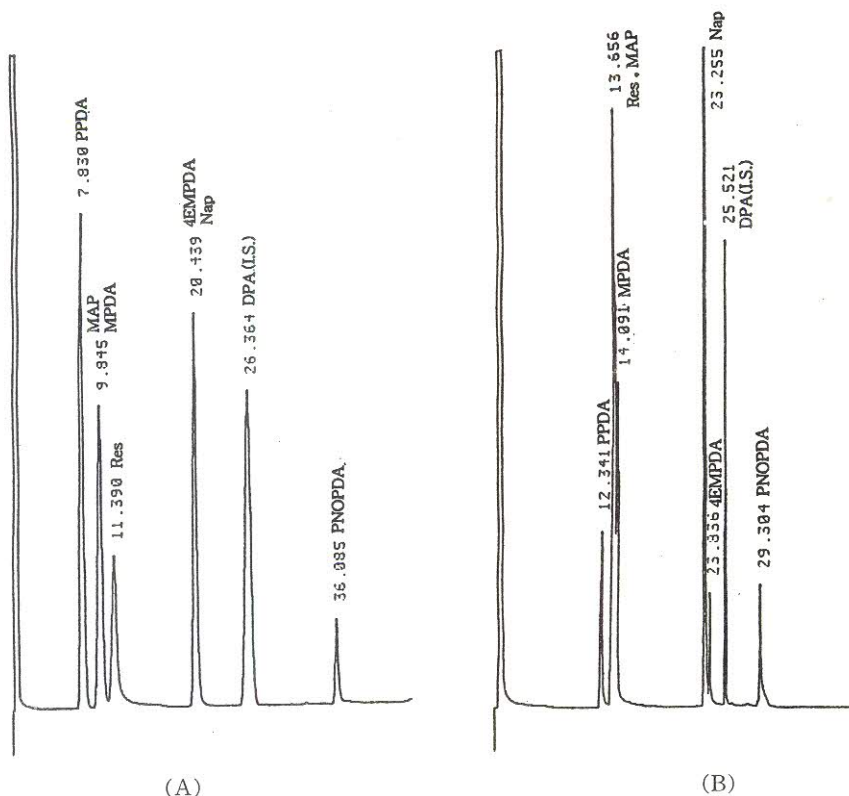 7.830 PPDA
MAP
9.845 MPDA
11.390 Res
20.439 4EMPDA
Nap
26.364 DPA(I.S.)
36.085 PNOPDA
(A)
12.341 PPDA
13.656
Res. MAP
14.091 MPDA
23.255 Nap
23.836 4EMPDA
25.521
DPA(I.S.)
29.304 PNOPDA
(B)